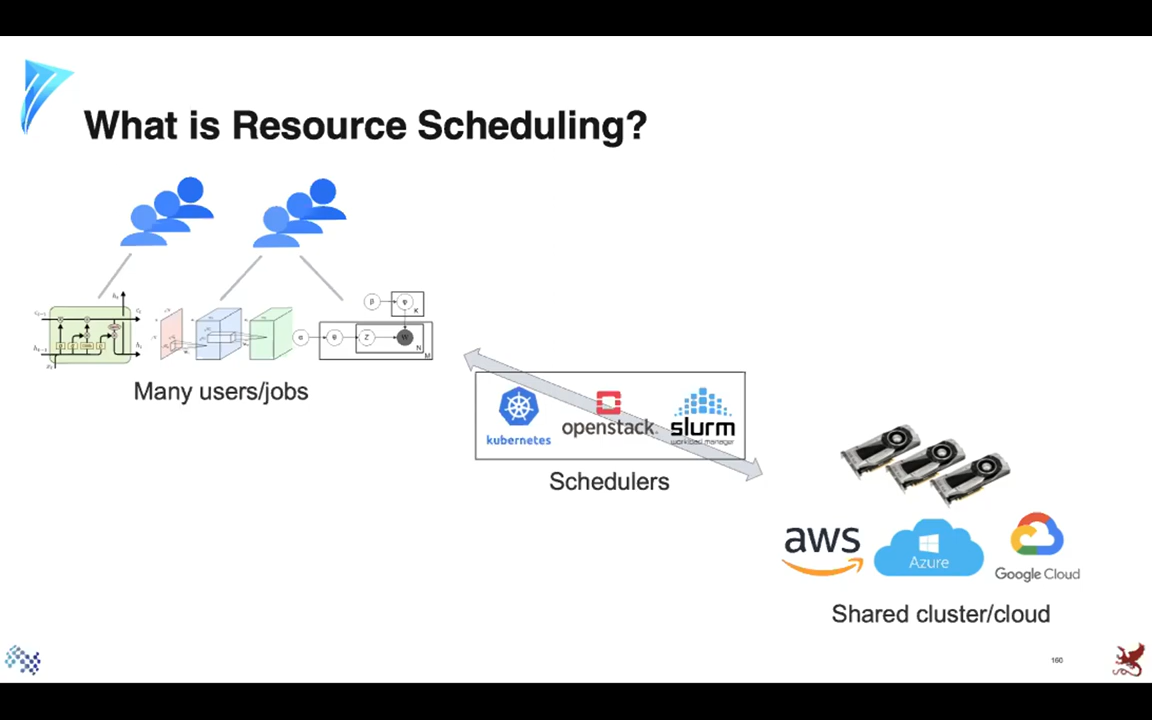 What is Resource Scheduling?
β
φ
K
α
φ
Z
W
N
M
Many users/jobs
kubernetes
openstack.
slurm
workload manager
Schedulers
aws
Azure
Google Cloud
Shared cluster/cloud
160